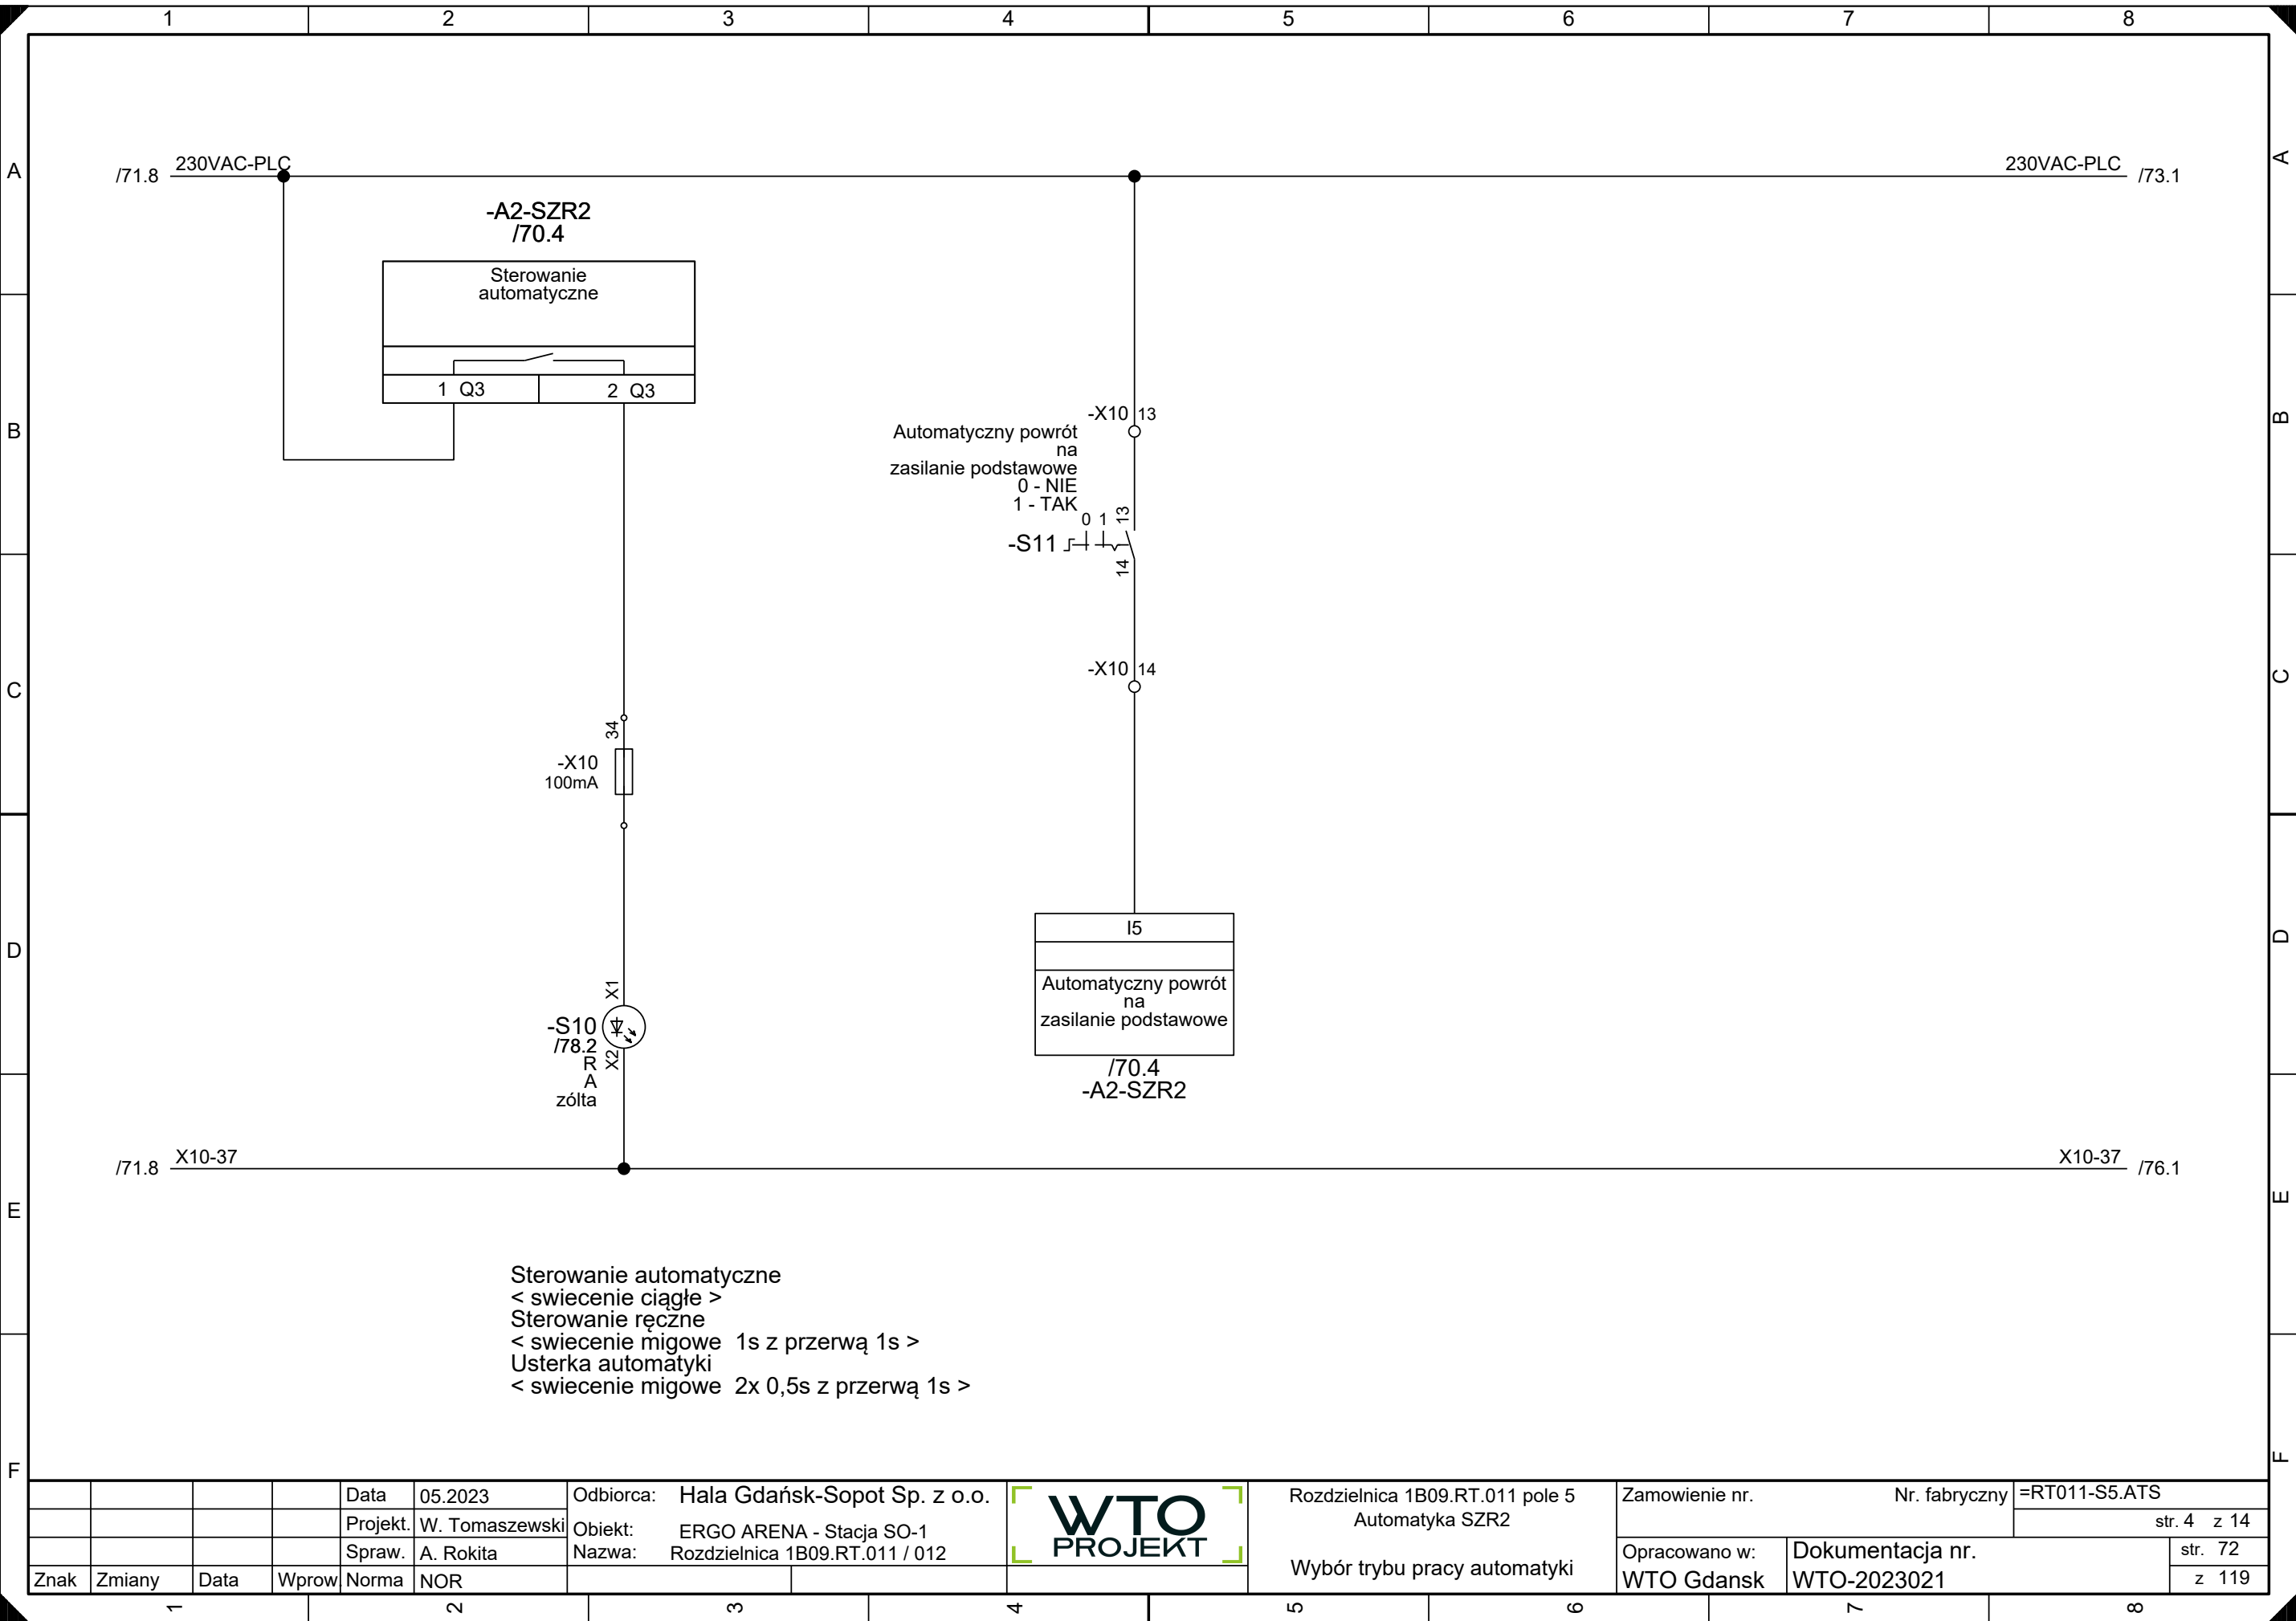 1 2 3 4 5 6 7 8
A A
/71.8 230VAC-PLC
230VAC-PLC /73.1
-A2-SZR2
/70.4
Sterowanie
automatyczne
1 Q3 2 Q3
B B
-X10 13
Automatyczny powrót
na
zasilanie podstawowe
0 - NIE
1 - TAK
0 1 13
-S11
14
-X10 14
C C
34
-X10
100mA
D D
I5
Automatyczny powrót
na
zasilanie podstawowe
/70.4
-A2-SZR2
X1
-S10
/78.2
X2
R
A
zólta
/71.8 X10-37
X10-37 /76.1
E E
Sterowanie automatyczne
< swiecenie ciągłe >
Sterowanie ręczne
< swiecenie migowe 1s z przerwą 1s >
Usterka automatyki
< swiecenie migowe 2x 0,5s z przerwą 1s >
F F
Data 05.2023
Projekt. W. Tomaszewski
Spraw. A. Rokita
Znak Zmiany Data Wprow. Norma NOR
Odbiorca: Hala Gdańsk-Sopot Sp. z o.o.
Obiekt: ERGO ARENA - Stacja SO-1
Nazwa: Rozdzielnica 1B09.RT.011 / 012
WTO
PROJEKT
Rozdzielnica 1B09.RT.011 pole 5
Automatyka SZR2
Wybór trybu pracy automatyki
Zamowienie nr. Nr. fabryczny =RT011-S5.ATS
str. 4 z 14
Opracowano w: Dokumentacja nr. str. 72
WTO Gdansk WTO-2023021 z 119
1 2 3 4 5 6 7 8